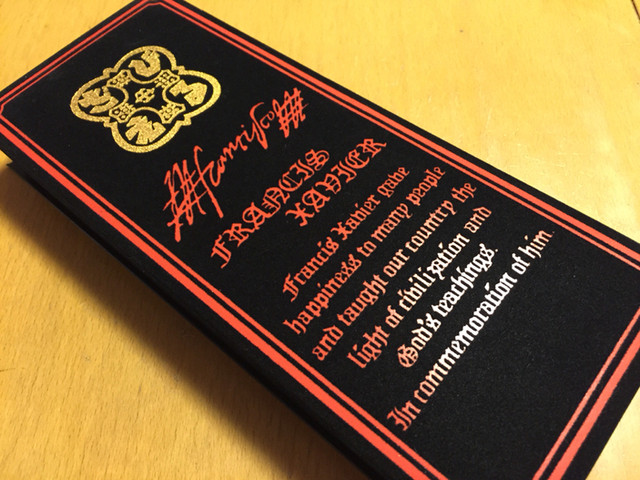 Francisco
FRANCIS
XAVIER
Francis Xavier gave
happiness to many people
and taught our country the
light of civilization and
God's teachings.
In commemoration of him.